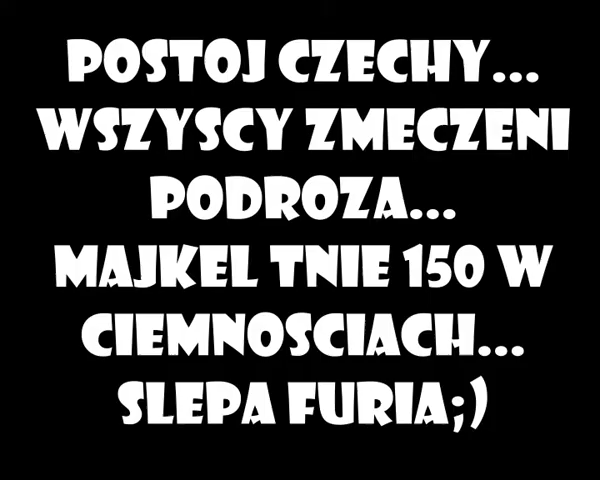 POSTOJ CZECHY...
WSZYSCY ZMECZENI
PODROZA...
MAJKEL TNIE 150 W
CIEMNOSCIACH...
SLEPA FURIA;)